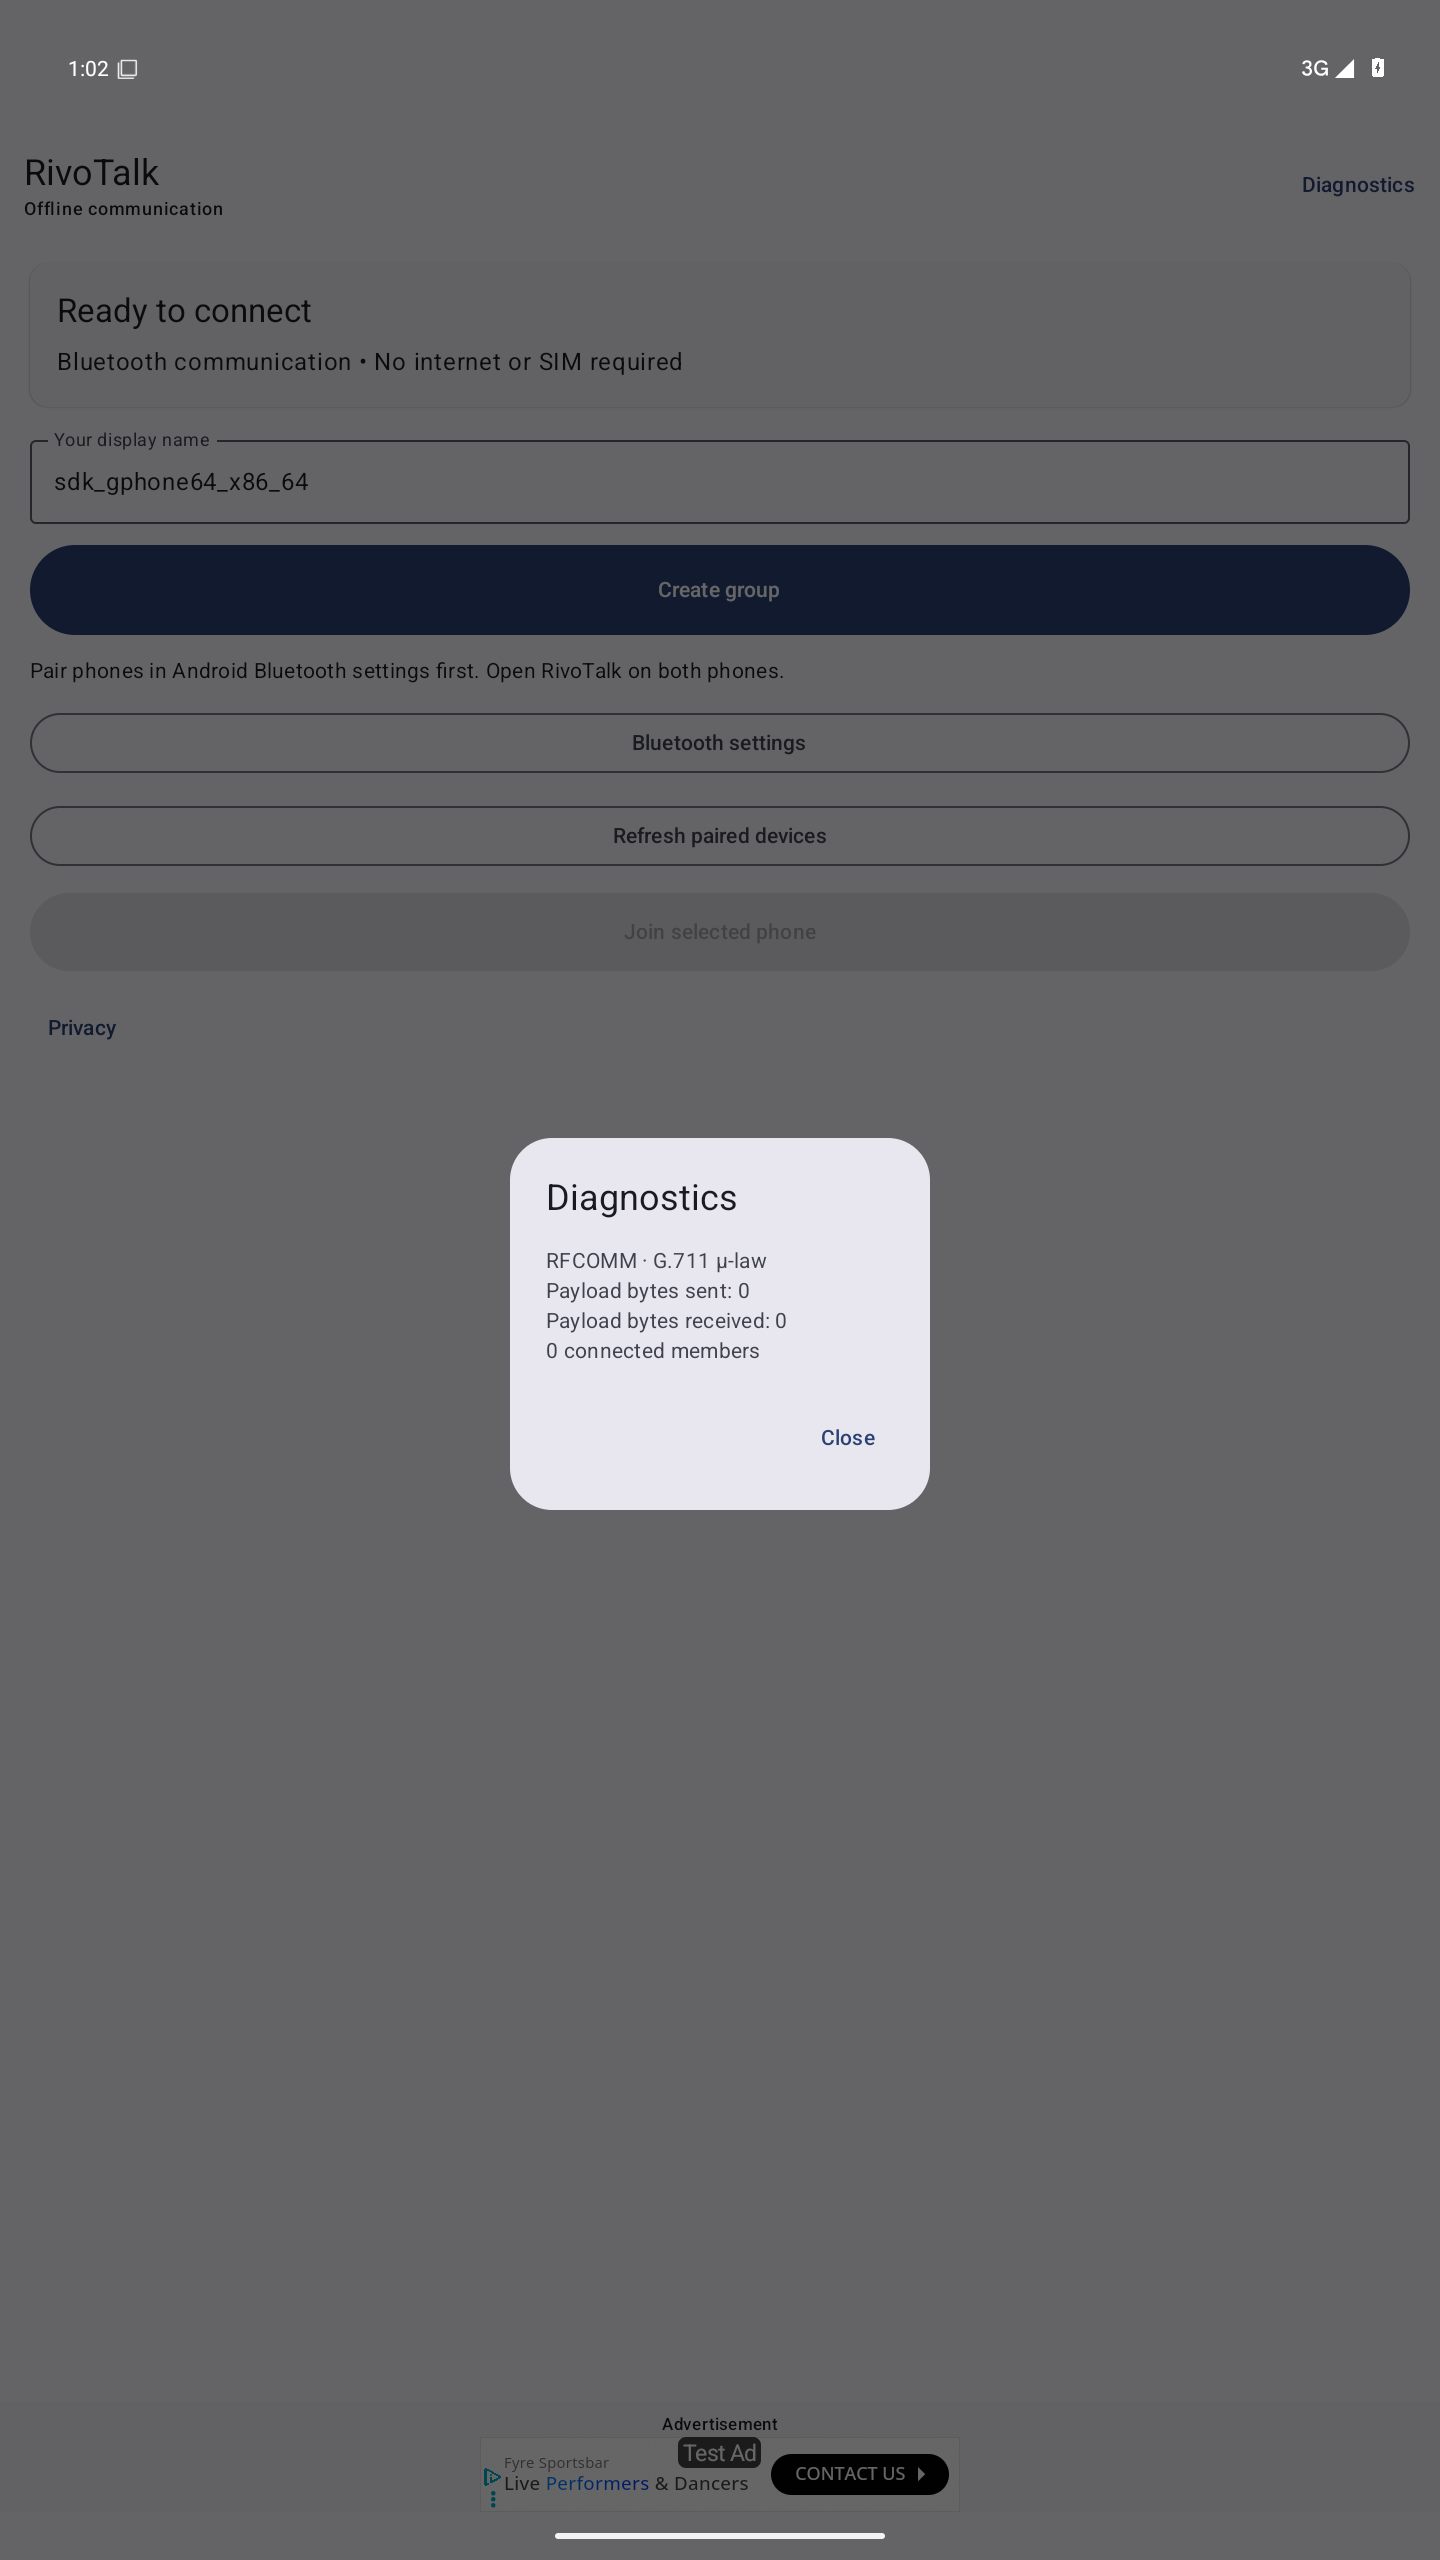 1:02
3G
RivoTalk
Offline communication
Diagnostics
Ready to connect
Bluetooth communication • No internet or SIM required
Your display name
sdk_gphone64_x86_64
Create group
Pair phones in Android Bluetooth settings first. Open RivoTalk on both phones.
Bluetooth settings
Refresh paired devices
Join selected phone
Privacy
Diagnostics
RFCOMM · G.711 μ-law
Payload bytes sent: 0
Payload bytes received: 0
0 connected members
Close
Advertisement
Test Ad
Fyre Sportsbar
Live Performers & Dancers
CONTACT US